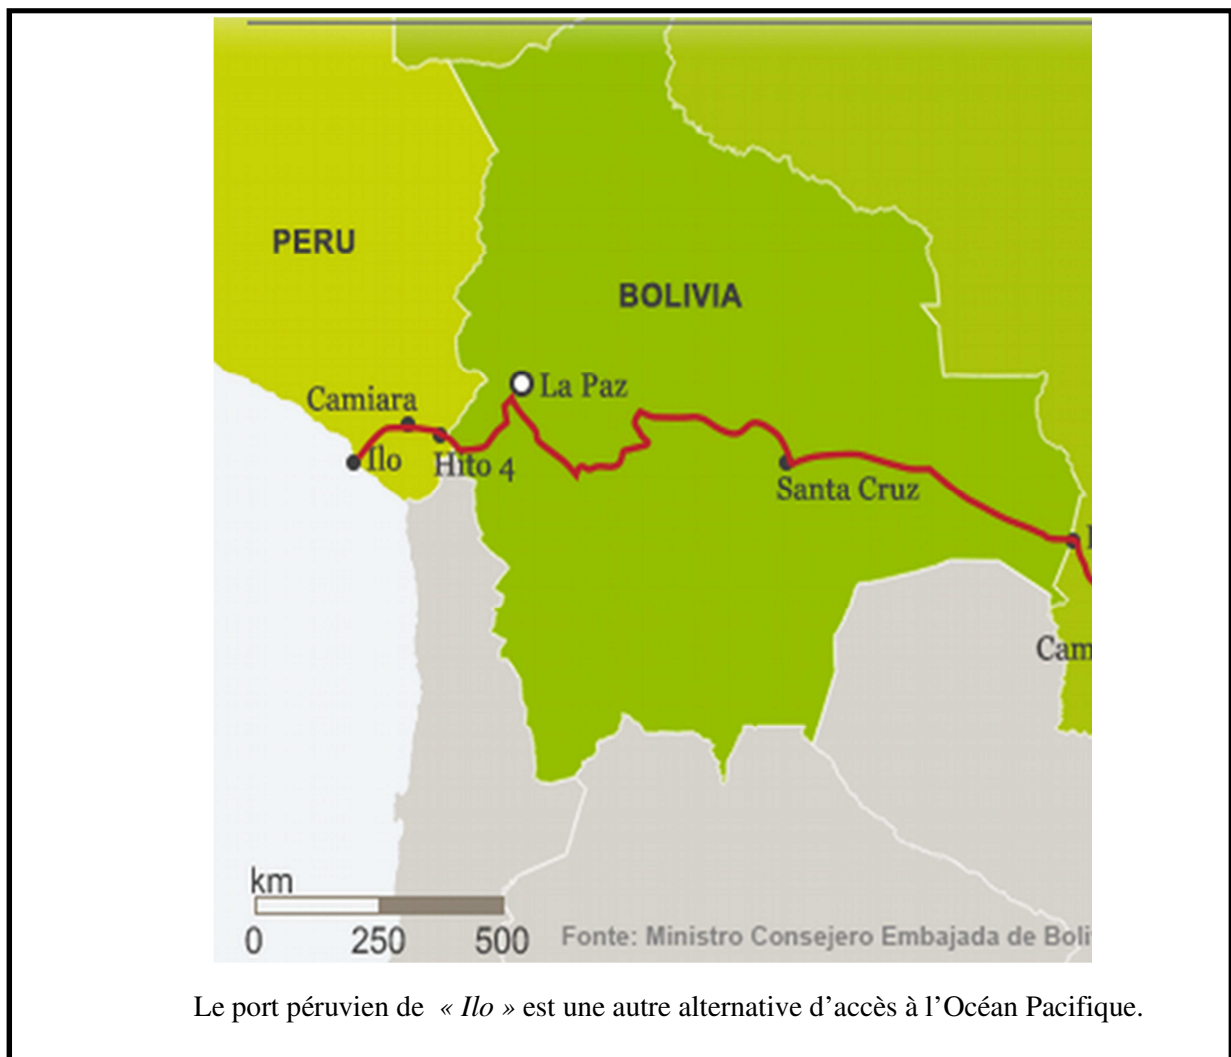 PERU
BOLIVIA
La Paz
Camiara
Ilo
Hito 4
Santa Cruz
km
0 250 500
Fonte: Ministro Consejero Embajada de
Le port péruvien de « Ilo » est une autre alternative d’accès à l’Océan Pacifique.